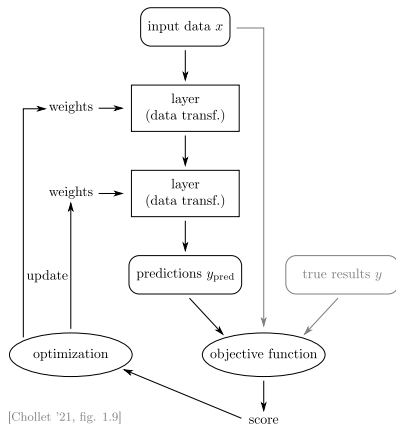 input data x
layer
(data transf.)
weights
layer
(data transf.)
weights
update
predictions y_pred
true results y
optimization
objective function
score
[Chollet '21, fig. 1.9]